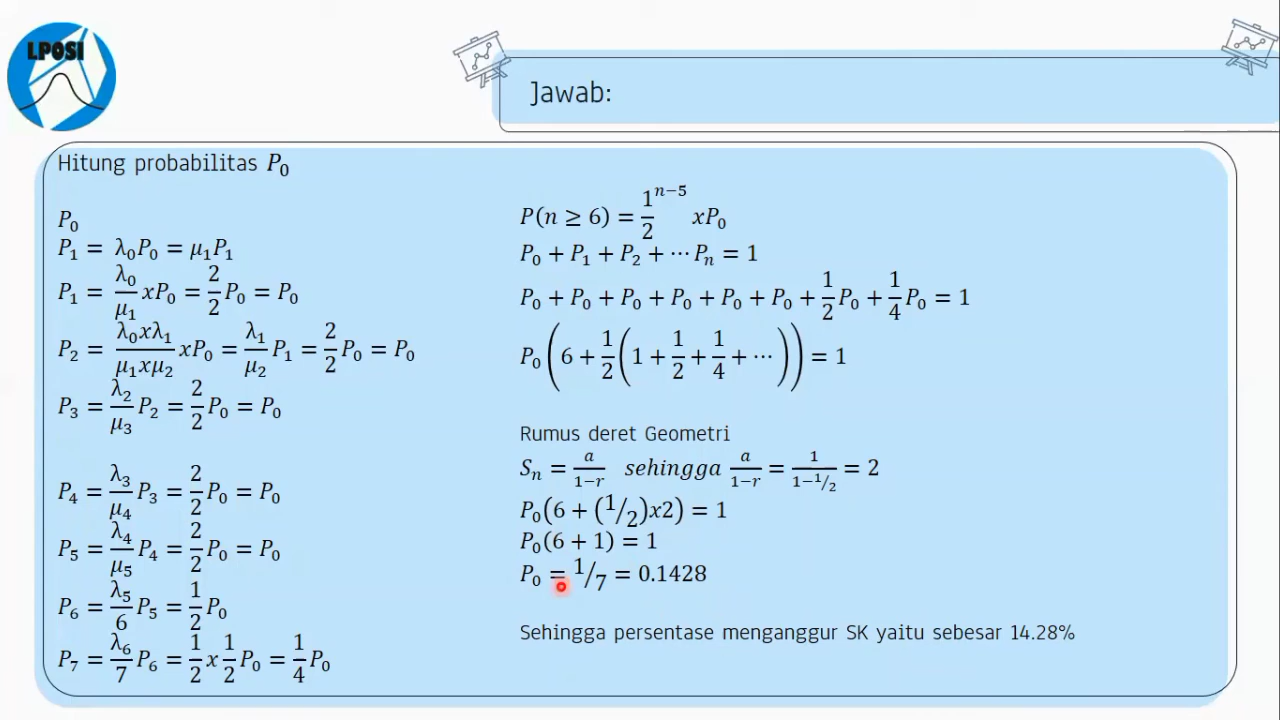 LPOSI
Jawab:
Hitung probabilitas P₀
P₀
P₁ = λ₀P₀ = μ₁P₁
P₁ = λ₀/μ₁ xP₀ = 2/2 P₀ = P₀
P₂ = λ₀xλ₁/μ₁xμ₂ xP₀ = λ₁/μ₂ P₁ = 2/2 P₀ = P₀
P₃ = λ₂/μ₃ P₂ = 2/2 P₀ = P₀
P₄ = λ₃/μ₄ P₃ = 2/2 P₀ = P₀
P₅ = λ₄/μ₅ P₄ = 2/2 P₀ = P₀
P₆ = λ₅/6 P₅ = 1/2 P₀
P₇ = λ₆/7 P₆ = 1/2 x 1/2 P₀ = 1/4 P₀
P(n ≥ 6) = 1/2ⁿ⁻⁵ xP₀
P₀ + P₁ + P₂ + ⋯ Pₙ = 1
P₀ + P₀ + P₀ + P₀ + P₀ + P₀ + 1/2 P₀ + 1/4 P₀ = 1
P₀(6 + 1/2(1 + 1/2 + 1/4 + ⋯)) = 1
Rumus deret Geometri
Sₙ = a/1−r sehingga a/1−r = 1/1−1/2 = 2
P₀(6 + (1/2)x2) = 1
P₀(6 + 1) = 1
P₀ = 1/7 = 0.1428
Sehingga persentase menganggur SK yaitu sebesar 14.28%